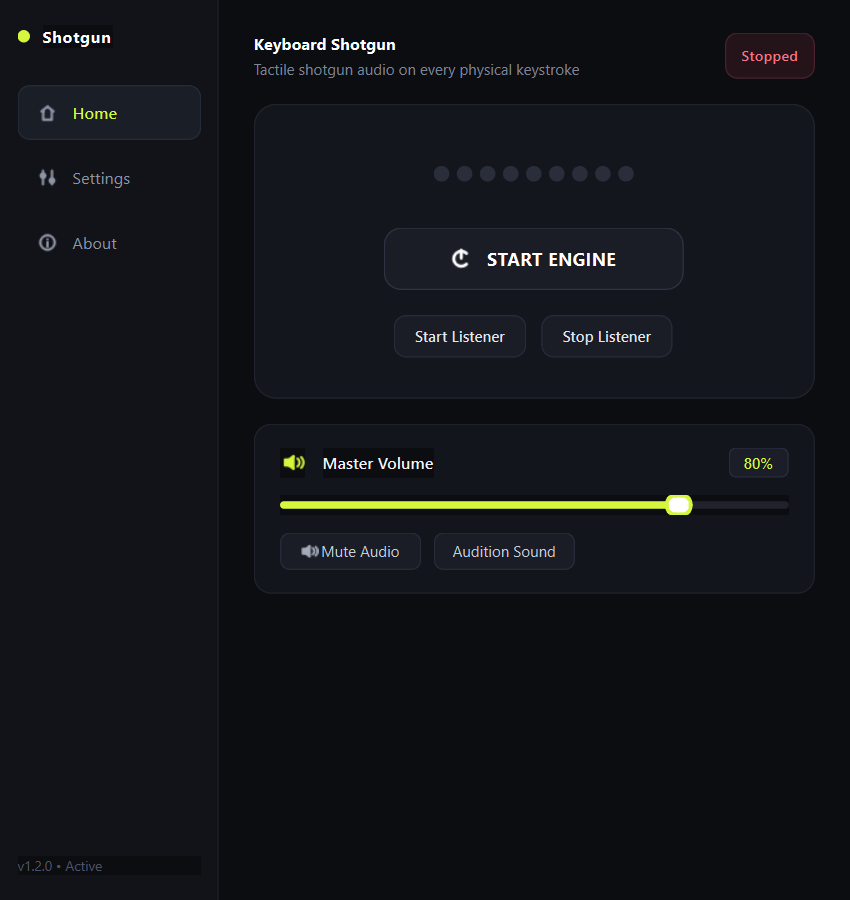 Shotgun
Home
Settings
About
v1.2.0 • Active
Keyboard Shotgun
Tactile shotgun audio on every physical keystroke
Stopped
START ENGINE
Start Listener
Stop Listener
Master Volume
80%
Mute Audio
Audition Sound